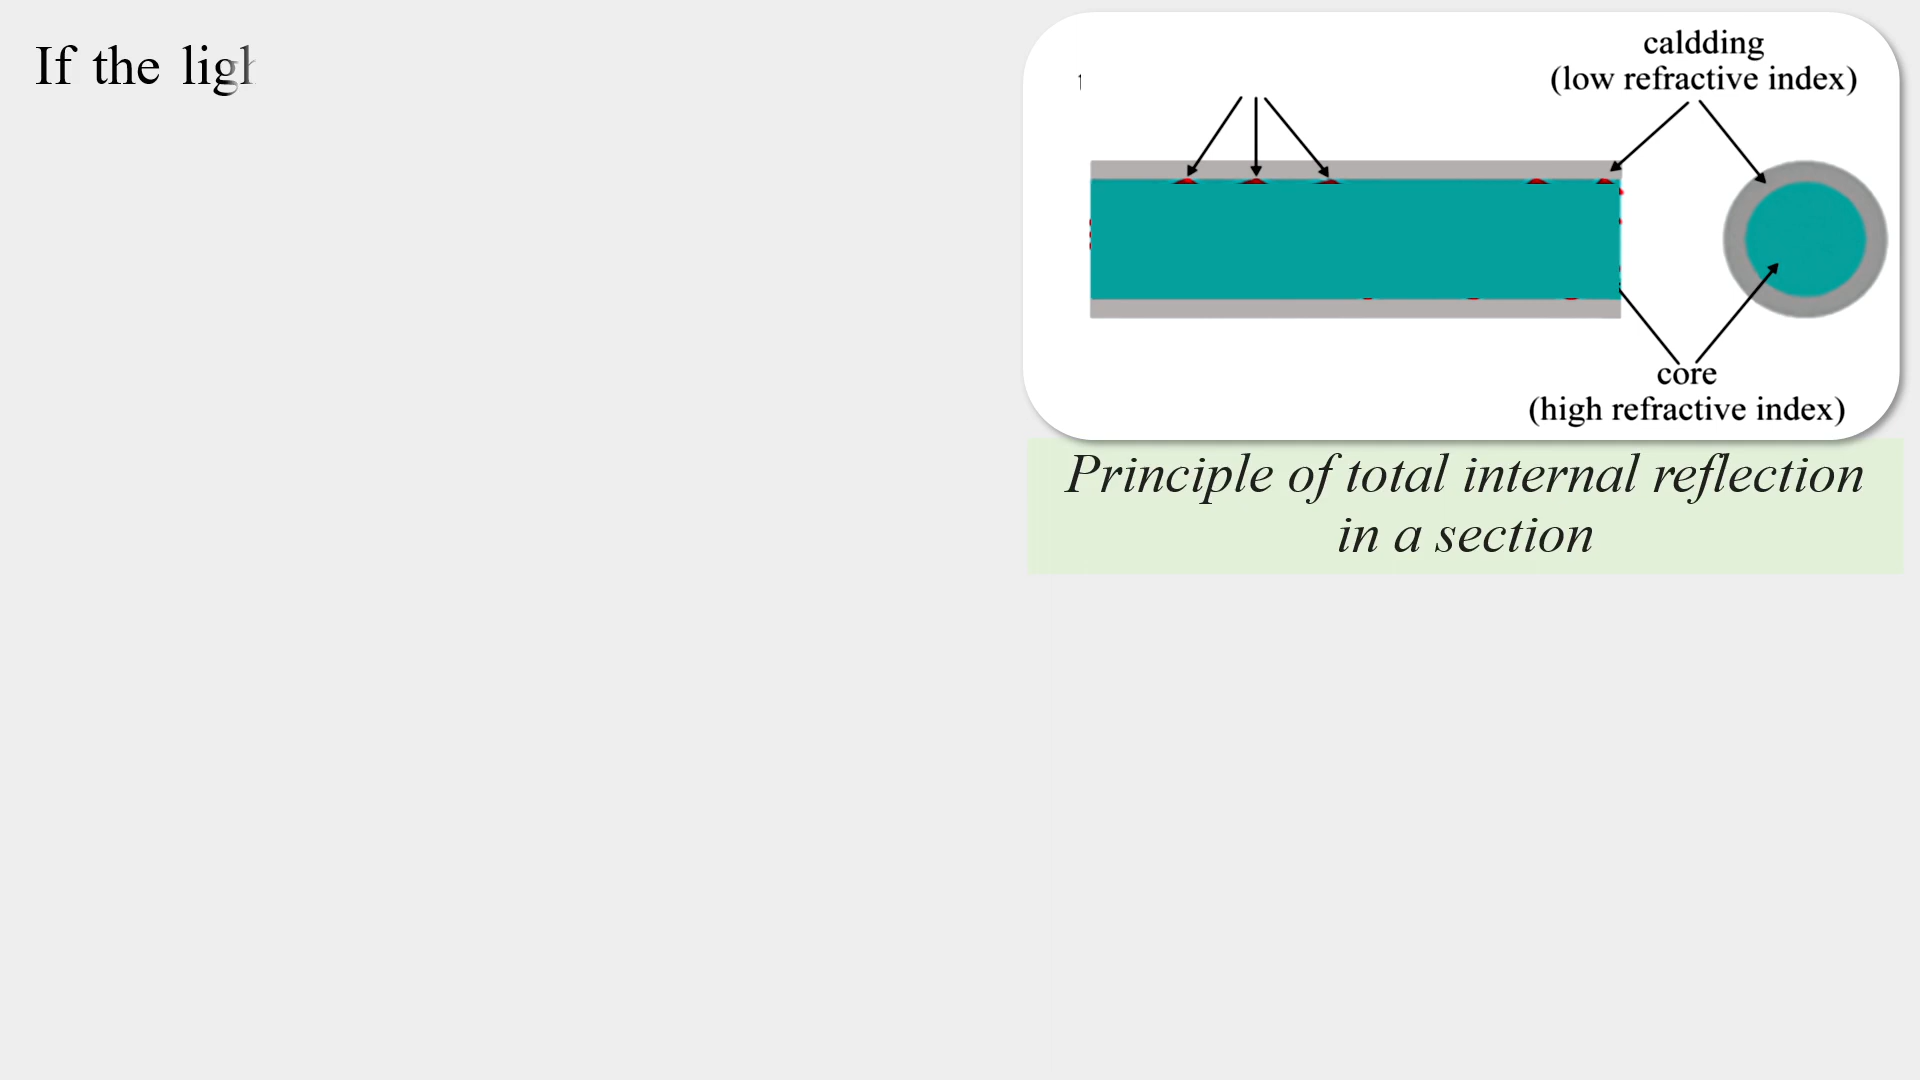 If the lig
caldding
(low refractive index)
core
(high refractive index)
Principle of total internal reflection
in a section